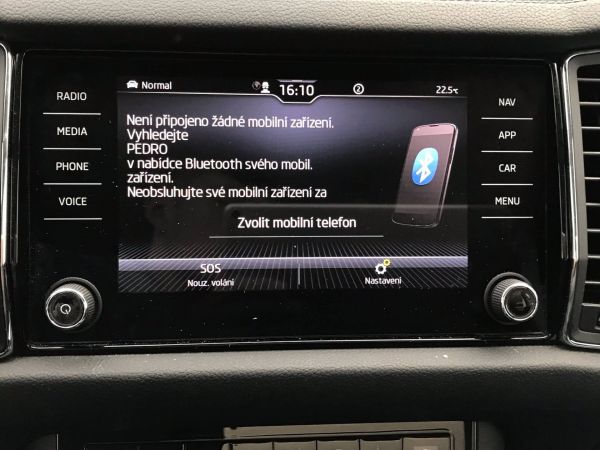 Normal 16:10 2 22.5°C
RADIO
MEDIA
PHONE
VOICE
Není připojeno žádné mobilní zařízení.
Vyhledejte
PEDRO
v nabídce Bluetooth svého mobil.
zařízení.
Neobsluhujte své mobilní zařízení za
Zvolit mobilní telefon
SOS
Nouz. volání
Nastavení
NAV
APP
CAR
MENU